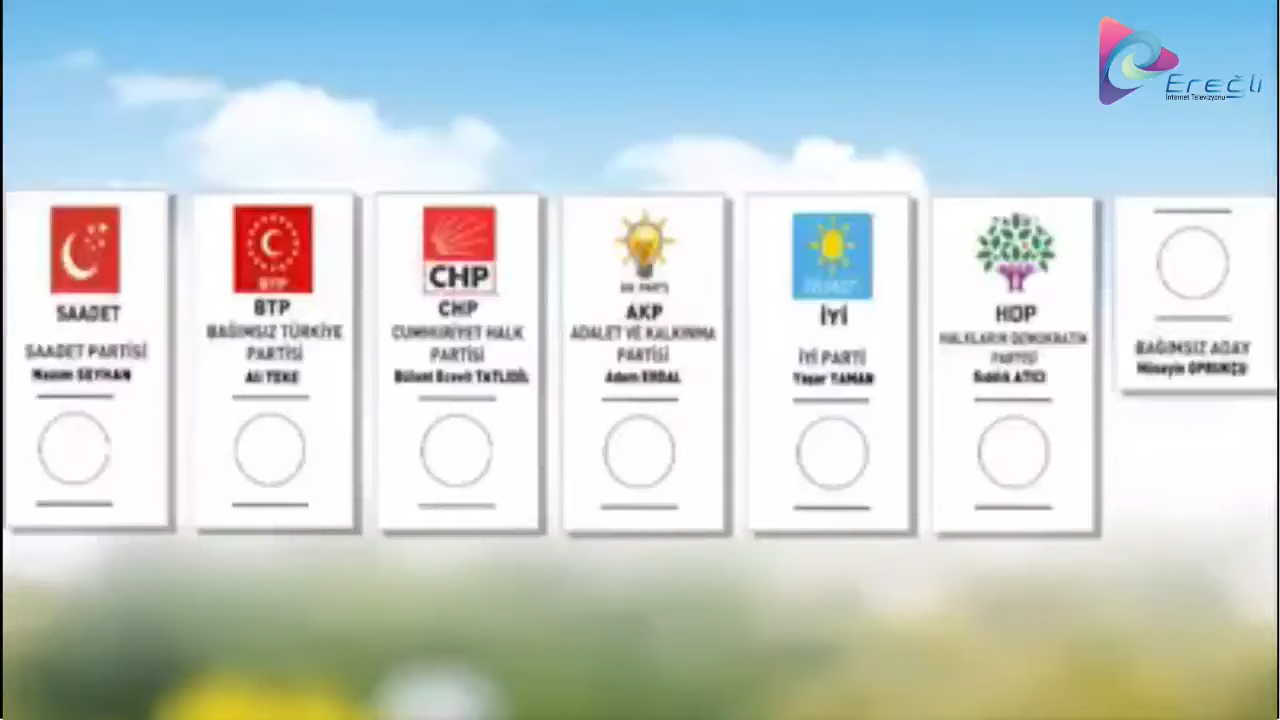 Ereğli
İnternet Televizyonu
SAADET
SAADET PARTİSİ
SEYHAN
BTP
BTP
BAĞIMSIZ TÜRKİYE
PARTİSİ
Ali TEKE
CHP
CHP
CUMHURİYET HALK
PARTİSİ
Bülent Ecevit TATLIDİL
AK PARTİ
AKP
ADALET VE KALKINMA
PARTİSİ
Adem ERDAL
İYİ
İYİ PARTİ
Yaşar YAMAN
HDP
HALKLARIN DEMOKRATİK
PARTİSİ
Sıddık ATICI
BAĞIMSIZ ADAY
Hüseyin